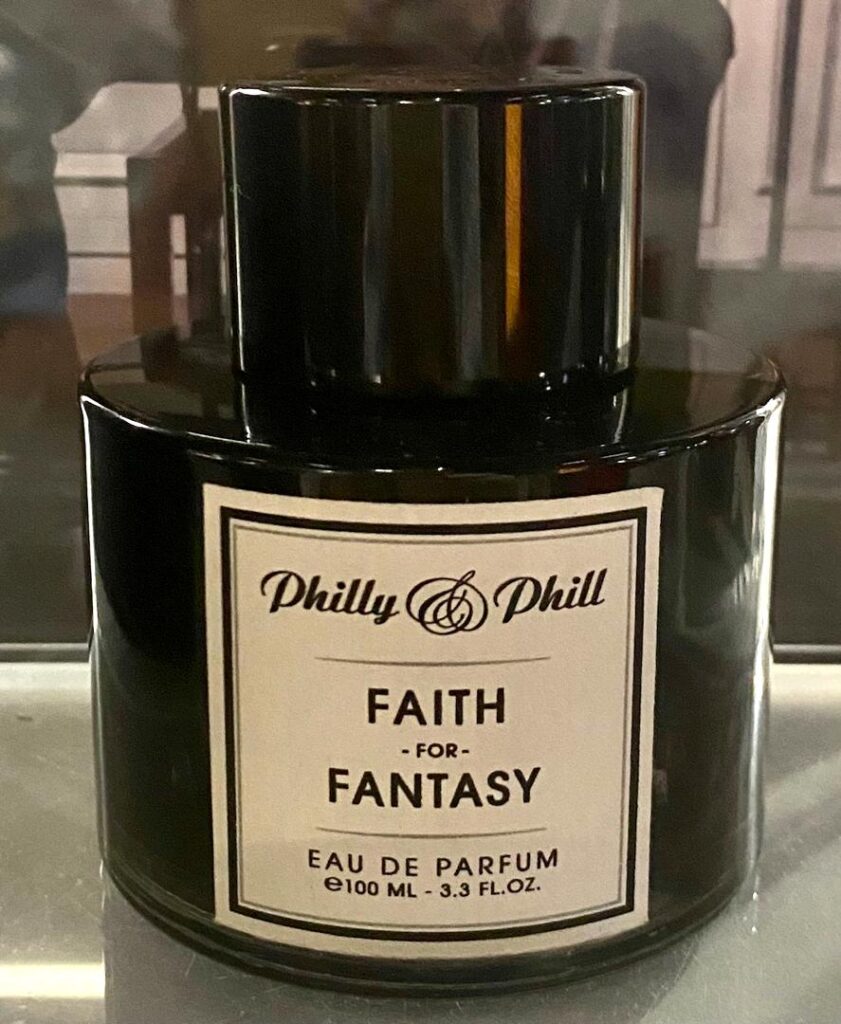 Philly & Phill
FAITH
- FOR -
FANTASY
EAU DE PARFUM
℮100 ML - 3.3 FL.OZ.